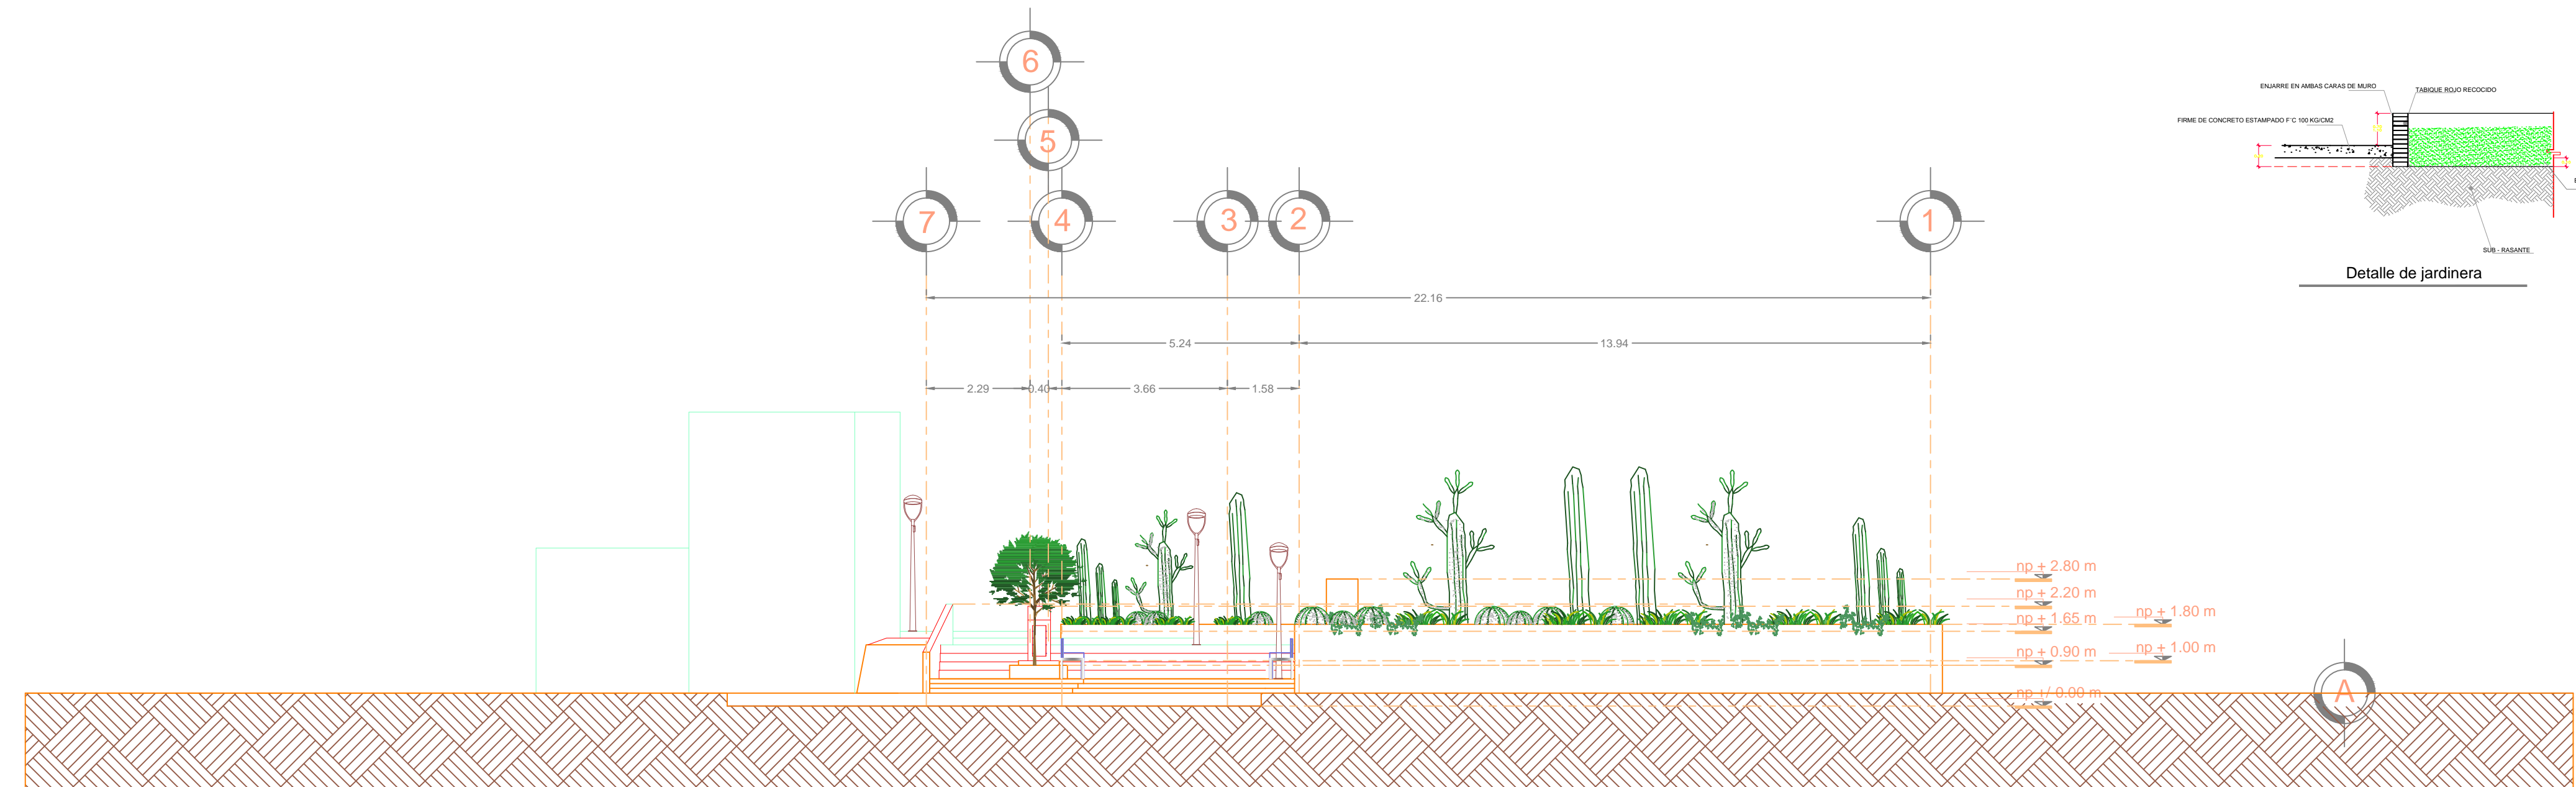 6
5
7
4
3
2
1
ENJARRE EN AMBAS CARAS DE MURO
TABIQUE ROJO RECOCIDO
FIRME DE CONCRETO ESTAMPADO F´C 100 KG/CM2
SUB - RASANTE
Detalle de jardinera
22.16
5.24
13.94
2.29
0.40
3.66
1.58
np + 2.80 m
np + 2.20 m
np + 1.65 m
np + 1.80 m
np + 0.90 m
np + 1.00 m
np +/ 0.00 m
A